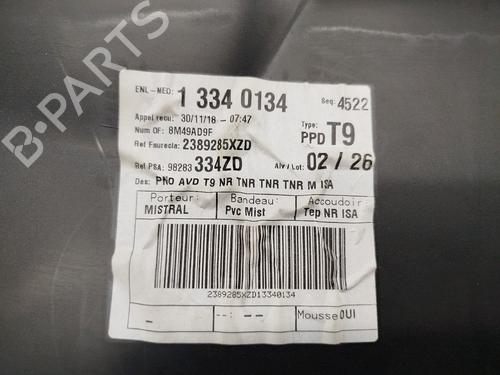 B-PARTS
ENL-MED: 1 334 0134 Seq: 4522
Appel recu: 30/11/18 - 07:47
Num OF: 8M49AD9F Type: PPD T9
Ref Faurecia: 2389285XZD
Ref PSA: 98283 334ZD Alv/Lot: 02 / 26
Des: PNO AVD T9 NR TNR TNR TNR M ISA
Porteur: Bandeau: Accoudoir:
MISTRAL Pvc Mist Tep NR ISA
2389285XZD13340134
- - Mousse OUI